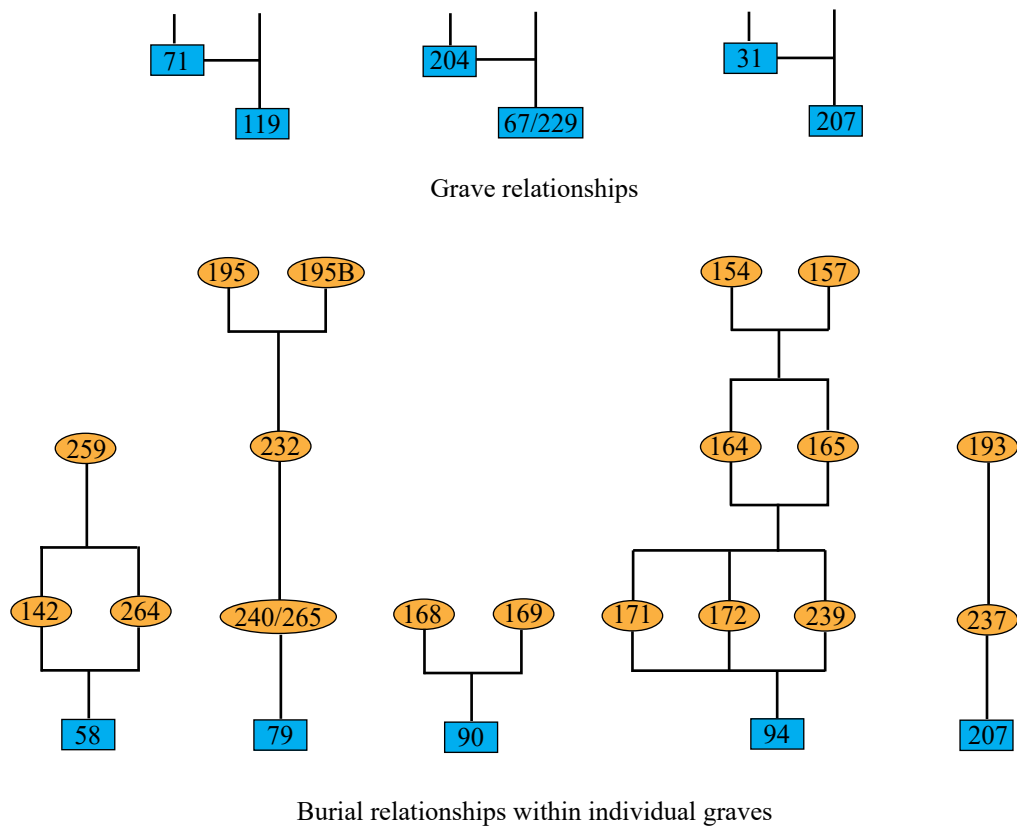 71 204 31
119 67/229 207
Grave relationships
195 195B 154 157
259 232 164 165 193
142 264 240/265 168 169 171 172 239 237
58 79 90 94 207
Burial relationships within individual graves